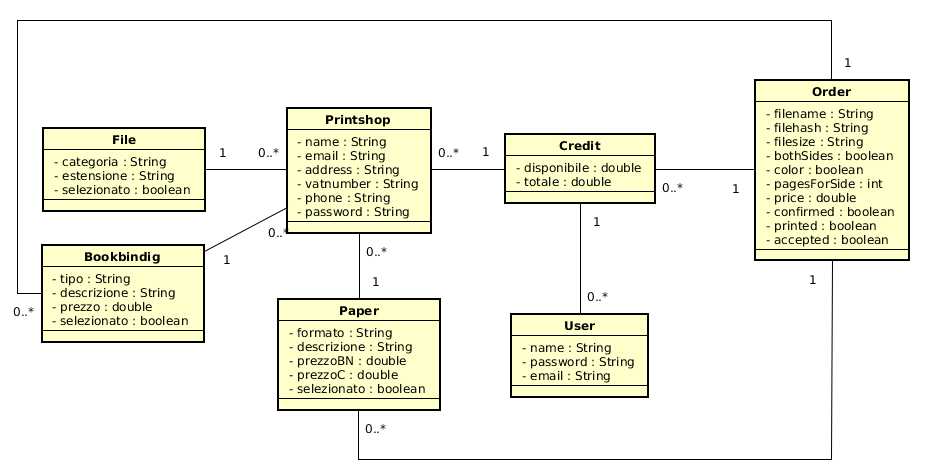 1
Order
- filename : String
- filehash : String
- filesize : String
- bothSides : boolean
- color : boolean
- pagesForSide : int
- price : double
- confirmed : boolean
- printed : boolean
- accepted : boolean
Printshop
- name : String
- email : String
- address : String
- vatnumber : String
- phone : String
- password : String
File
- categoria : String
- estensione : String
- selezionato : boolean
1
0..*
0..*
1
Credit
- disponibile : double
- totale : double
0..*
1
0..*
1
Bookbindig
- tipo : String
- descrizione : String
- prezzo : double
- selezionato : boolean
0..*
0..*
1
1
0..*
1
Paper
- formato : String
- descrizione : String
- prezzoBN : double
- prezzoC : double
- selezionato : boolean
User
- name : String
- password : String
- email : String
0..*